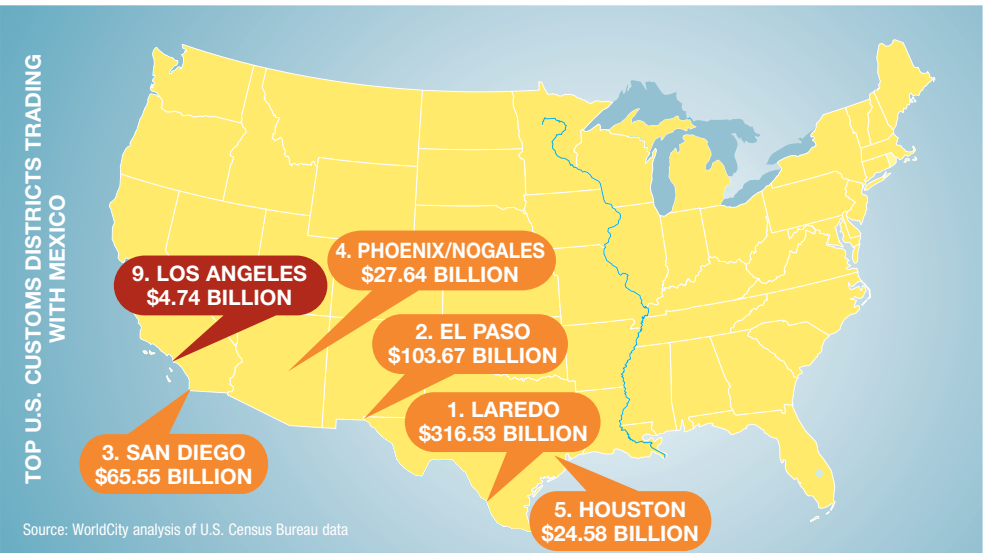 TOP U.S. CUSTOMS DISTRICTS TRADING
WITH MEXICO
4. PHOENIX/NOGALES
$27.64 BILLION
9. LOS ANGELES
$4.74 BILLION
2. EL PASO
$103.67 BILLION
1. LAREDO
$316.53 BILLION
3. SAN DIEGO
$65.55 BILLION
5. HOUSTON
$24.58 BILLION
Source: WorldCity analysis of U.S. Census Bureau data